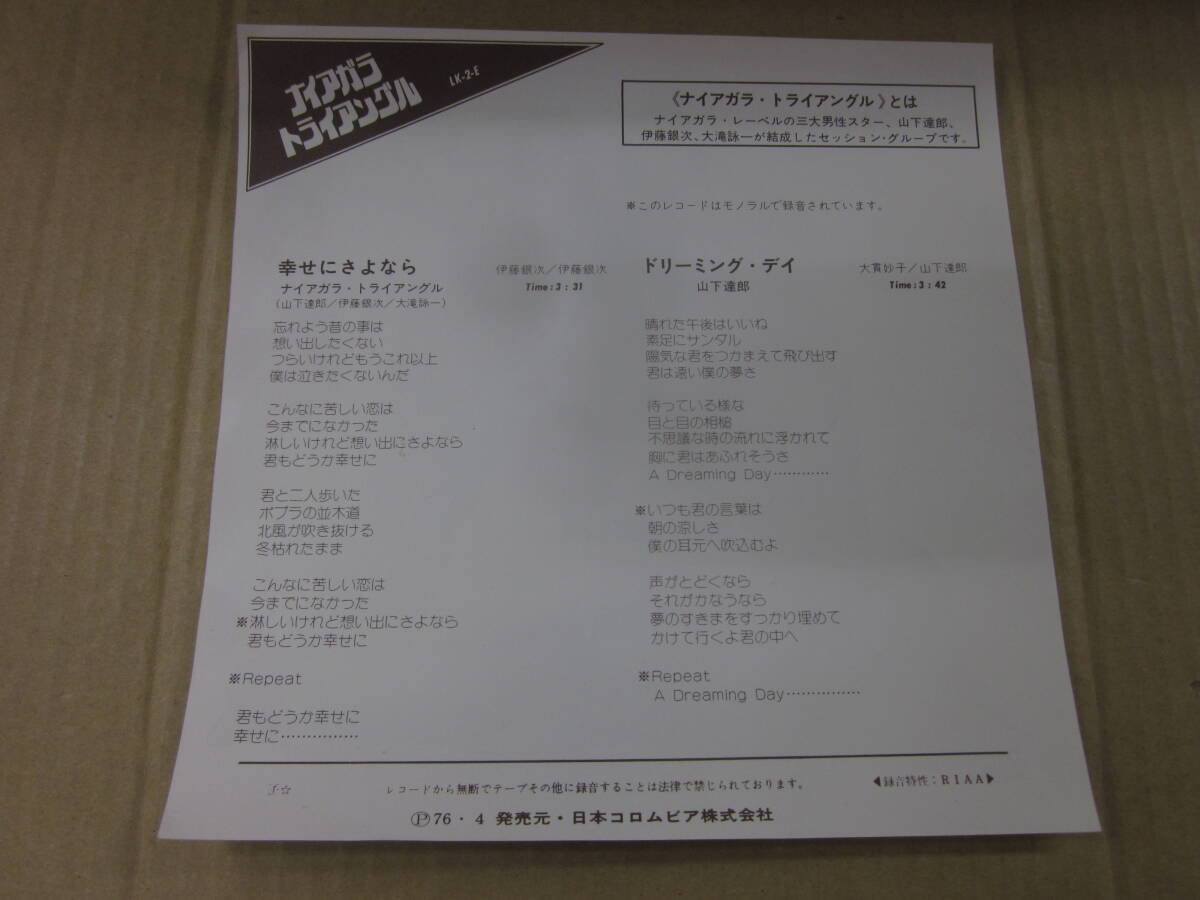 ナイアガラ
トライアングル
LK-2-E
《ナイアガラ・トライアングル》とは
ナイアガラ・レーベルの三大男性スター、山下達郎、
伊藤銀次、大滝詠一が結成したセッション・グループです。
※このレコードはモノラルで録音されています。
幸せにさよなら
伊藤銀次／伊藤銀次
ナイアガラ・トライアングル
Time:3:31
(山下達郎／伊藤銀次／大滝詠一)
忘れよう昔の事は
想い出したくない
つらいけれどもうこれ以上
僕は泣きたくないんだ
こんなに苦しい恋は
今までになかった
淋しいけれど想い出にさよなら
君もどうか幸せに
君と二人歩いた
ポプラの並木道
北風が吹き抜ける
冬枯れたまま
こんなに苦しい恋は
今までになかった
※淋しいけれど想い出にさよなら
君もどうか幸せに
※Repeat
君もどうか幸せに
幸せに……………
ドリーミング・デイ
大貫妙子／山下達郎
山下達郎
Time:3:42
晴れた午後はいいね
素足にサンダル
陽気な君をつかまえて飛び出す
君は遠い僕の夢さ
待っている様な
目と目の相槌
不思議な時の流れに浮かれて
胸に君はあふれそうさ
A Dreaming Day…………
※いつも君の言葉は
朝の涼しさ
僕の耳元へ吹込むよ
声がとどくなら
それがかなうなら
夢のすきまをすっかり埋めて
かけて行くよ君の中へ
※Repeat
A Dreaming Day……………
J☆
レコードから無断でテープその他に録音することは法律で禁じられております。
◀録音特性：RIAA▶
Ⓟ76・4 発売元・日本コロムビア株式会社